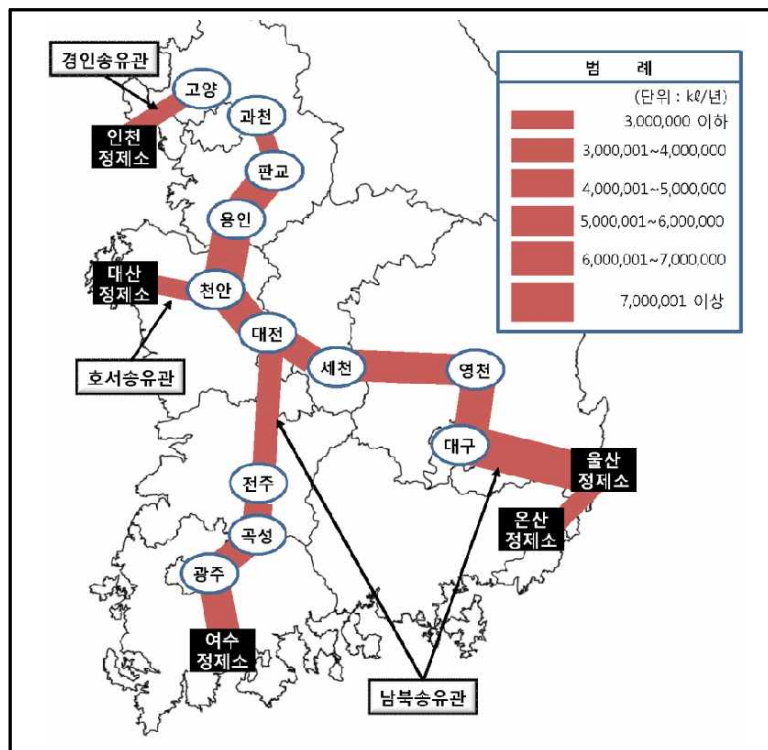 경인송유관
고양
과천
인천
정제소
판교
용인
대산
정제소
천안
대전
호서송유관
세천
영천
대구
울산
정제소
온산
정제소
전주
곡성
광주
여수
정제소
남북송유관
범 례
(단위 : kℓ/년)
3,000,000 이하
3,000,001~4,000,000
4,000,001~5,000,000
5,000,001~6,000,000
6,000,001~7,000,000
7,000,001 이상